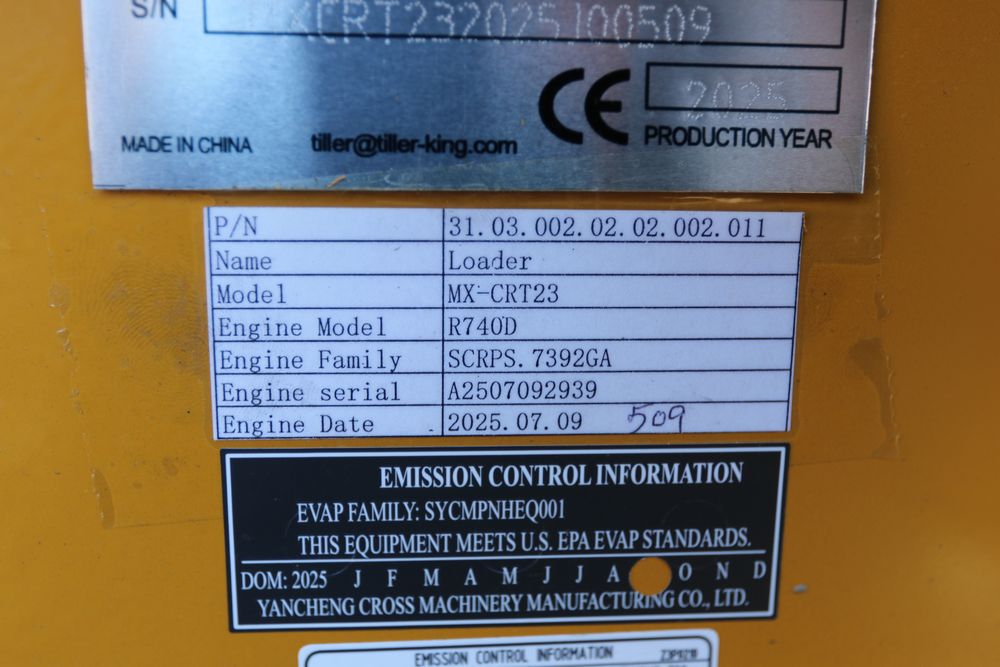 S/N MXCRT232025J00509
CE 2025
MADE IN CHINA tiller@tiller-king.com PRODUCTION YEAR
P/N 31.03.002.02.02.002.011
Name Loader
Model MX-CRT23
Engine Model R740D
Engine Family SCRPS.7392GA
Engine serial A2507092939
Engine Date 2025.07.09 509
EMISSION CONTROL INFORMATION
EVAP FAMILY: SYCMPNHEQ001
THIS EQUIPMENT MEETS U.S. EPA EVAP STANDARDS.
DOM: 2025 J F M A M J J A O N D
YANCHENG CROSS MACHINERY MANUFACTURING CO., LTD.
EMISSION CONTROL INFORMATION